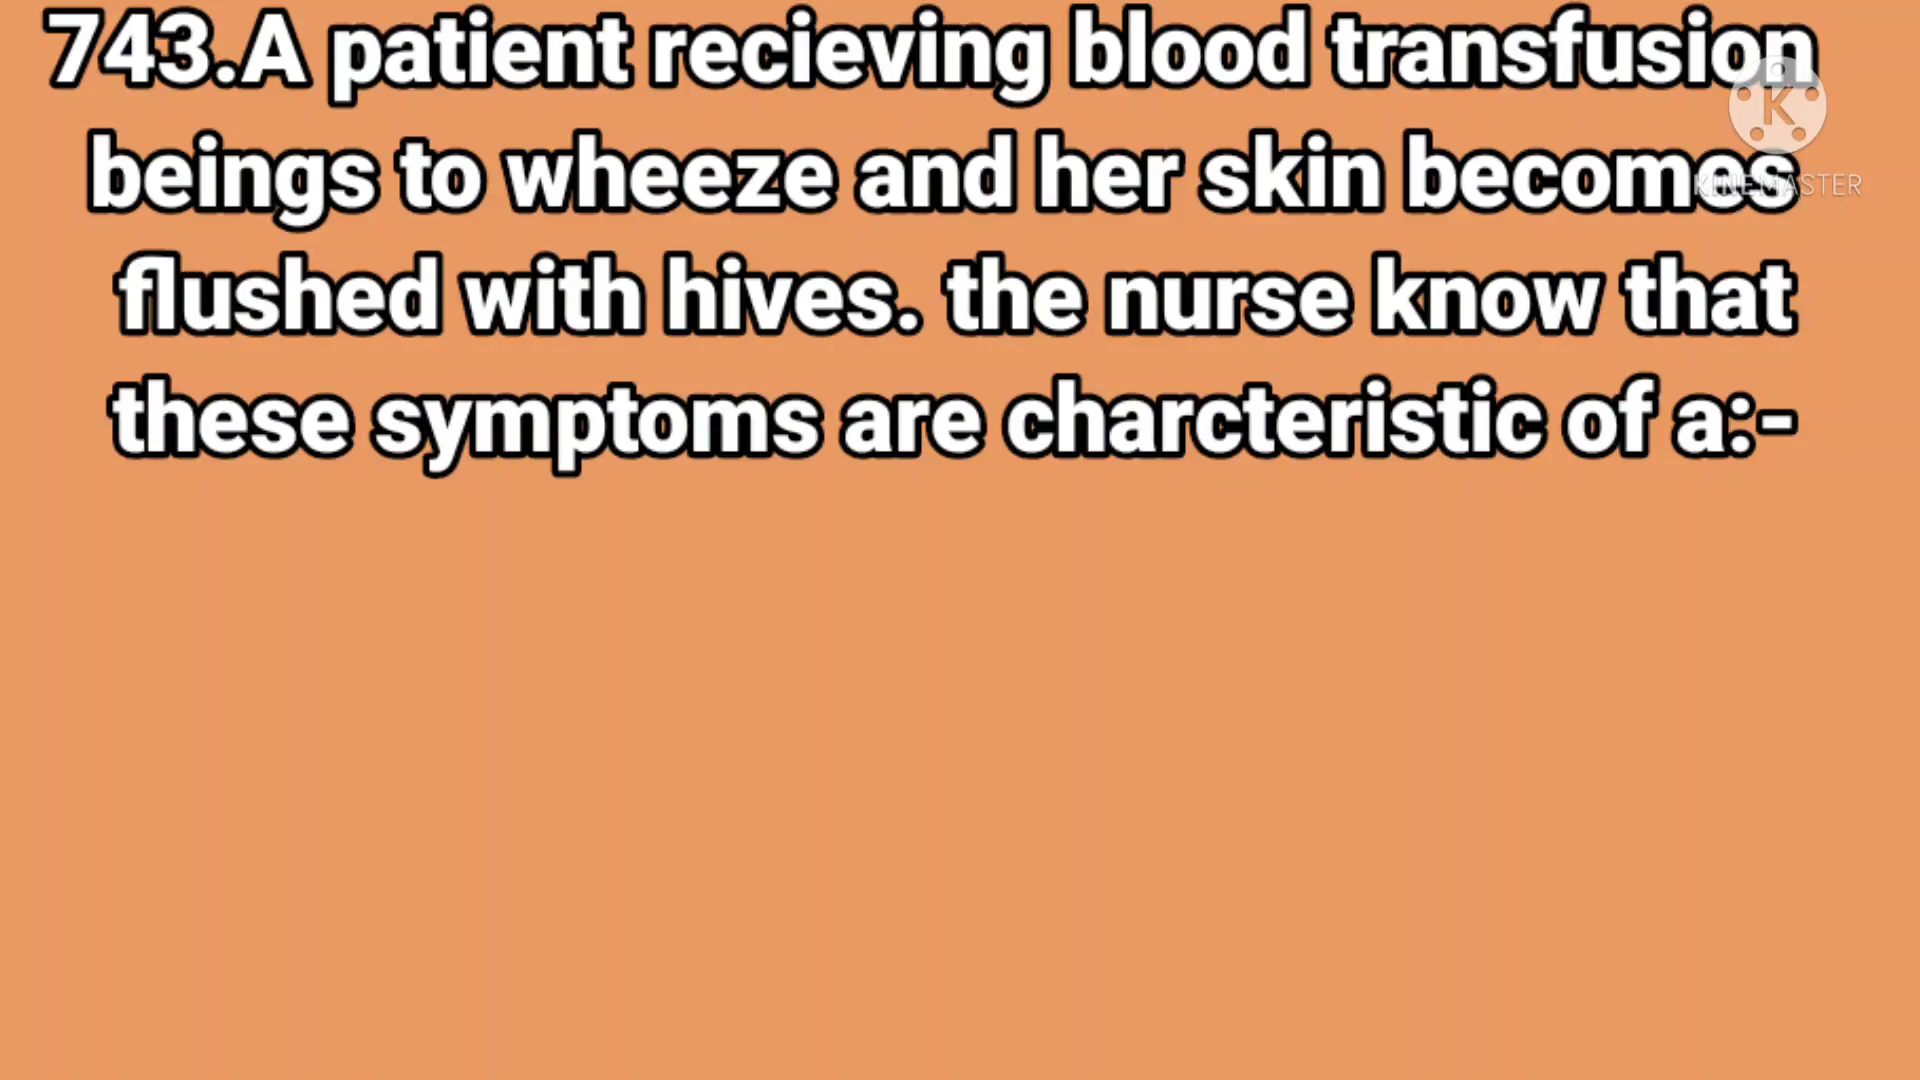 743.A patient recieving blood transfusion
beings to wheeze and her skin becomes
flushed with hives. the nurse know that
these symptoms are charcteristic of a:-
K
KINEMASTER